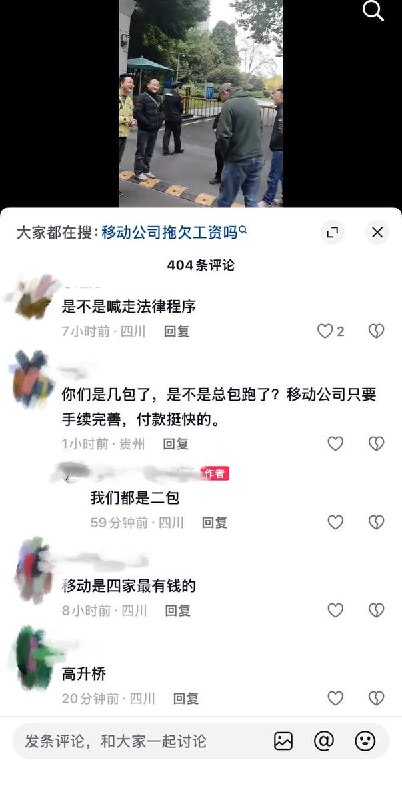 大家都在搜:移动公司拖欠工资吗
404条评论
是不是喊走法律程序
7小时前·四川 回复 2
你们是几包了，是不是总包跑了？移动公司只要
手续完善，付款挺快的。
1小时前·贵州 回复
作者
我们都是二包
59分钟前·四川 回复
移动是四家最有钱的
8小时前·四川 回复
高升桥
20分钟前·四川 回复
发条评论，和大家一起讨论